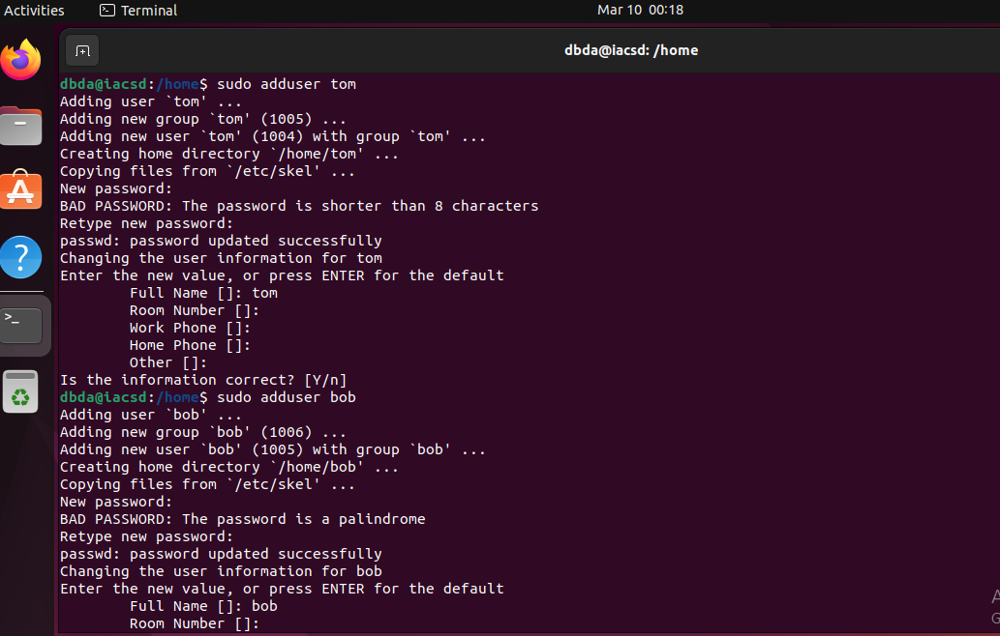 Activities Terminal Mar 10 00:18
dbda@iacsd: /home
dbda@iacsd:/home$ sudo adduser tom
Adding user `tom' ...
Adding new group `tom' (1005) ...
Adding new user `tom' (1004) with group `tom' ...
Creating home directory `/home/tom' ...
Copying files from `/etc/skel' ...
New password:
BAD PASSWORD: The password is shorter than 8 characters
Retype new password:
passwd: password updated successfully
Changing the user information for tom
Enter the new value, or press ENTER for the default
Full Name []: tom
Room Number []:
Work Phone []:
Home Phone []:
Other []:
Is the information correct? [Y/n]
dbda@iacsd:/home$ sudo adduser bob
Adding user `bob' ...
Adding new group `bob' (1006) ...
Adding new user `bob' (1005) with group `bob' ...
Creating home directory `/home/bob' ...
Copying files from `/etc/skel' ...
New password:
BAD PASSWORD: The password is a palindrome
Retype new password:
passwd: password updated successfully
Changing the user information for bob
Enter the new value, or press ENTER for the default
Full Name []: bob
Room Number []: